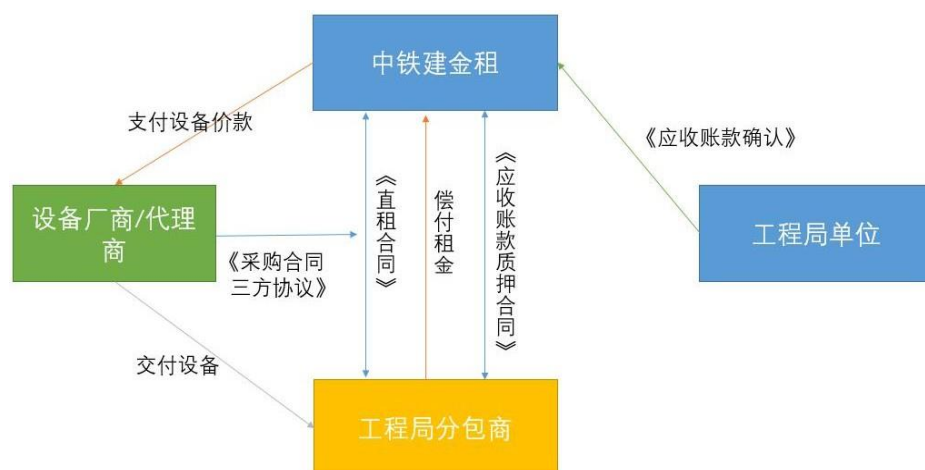 中铁建金租
支付设备价款
《应收账款确认》
设备厂商/代理
商
《直租合同》
偿付租金
《应收账款质押合同》
工程局单位
《采购合同
三方协议》
交付设备
工程局分包商